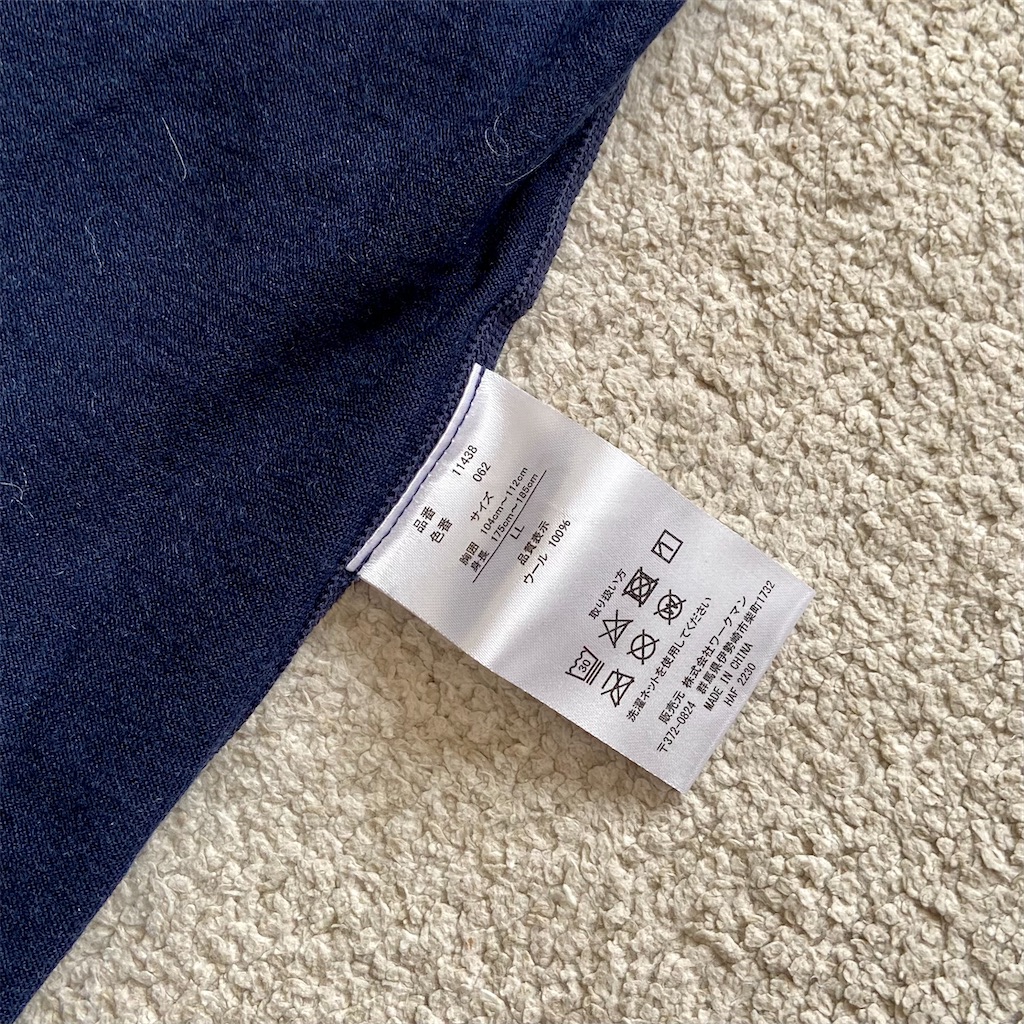 品番 11438
色番 062
サイズ
胸囲 104cm～112cm
身長 175cm～185cm
LL
品質表示
ウール 100%
取り扱い方
30
W
洗濯ネットを使用してください
販売元 株式会社ワークマン
〒372-0824 群馬県伊勢崎市柴町1732
MADE IN CHINA
HAF 2230